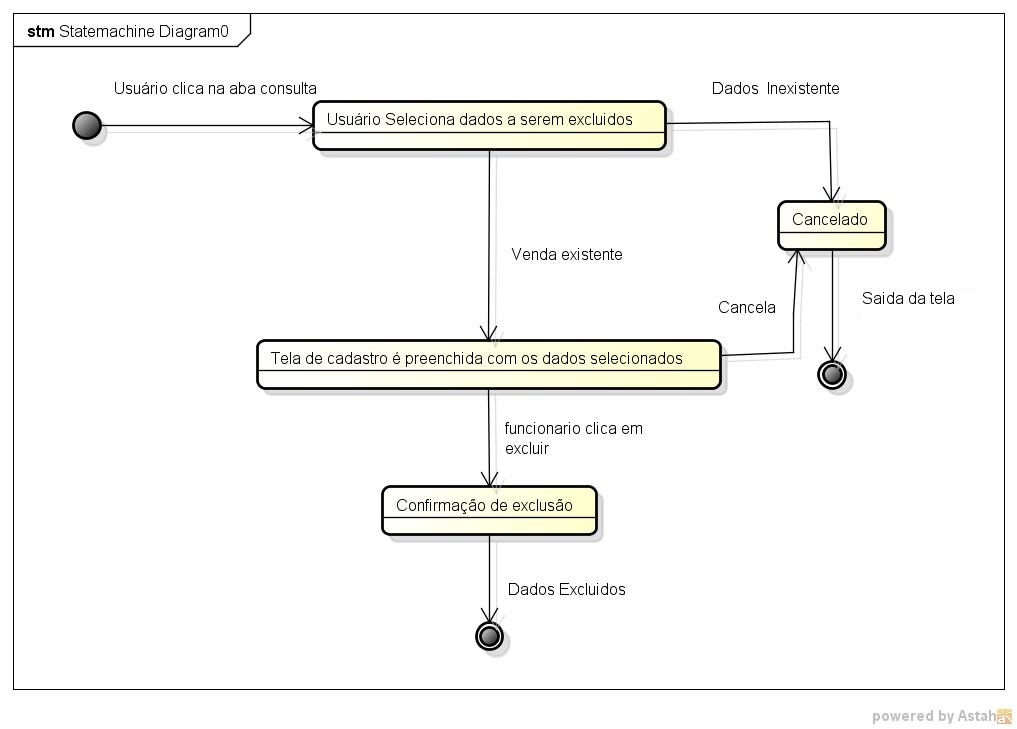 stm Statemachine Diagram0
Usuário clica na aba consulta
Dados Inexistente
Usuário Seleciona dados a serem excluidos
Cancelado
Venda existente
Saida da tela
Cancela
Tela de cadastro é preenchida com os dados selecionados
funcionario clica em
excluir
Confirmação de exclusão
Dados Excluidos
powered by Astah